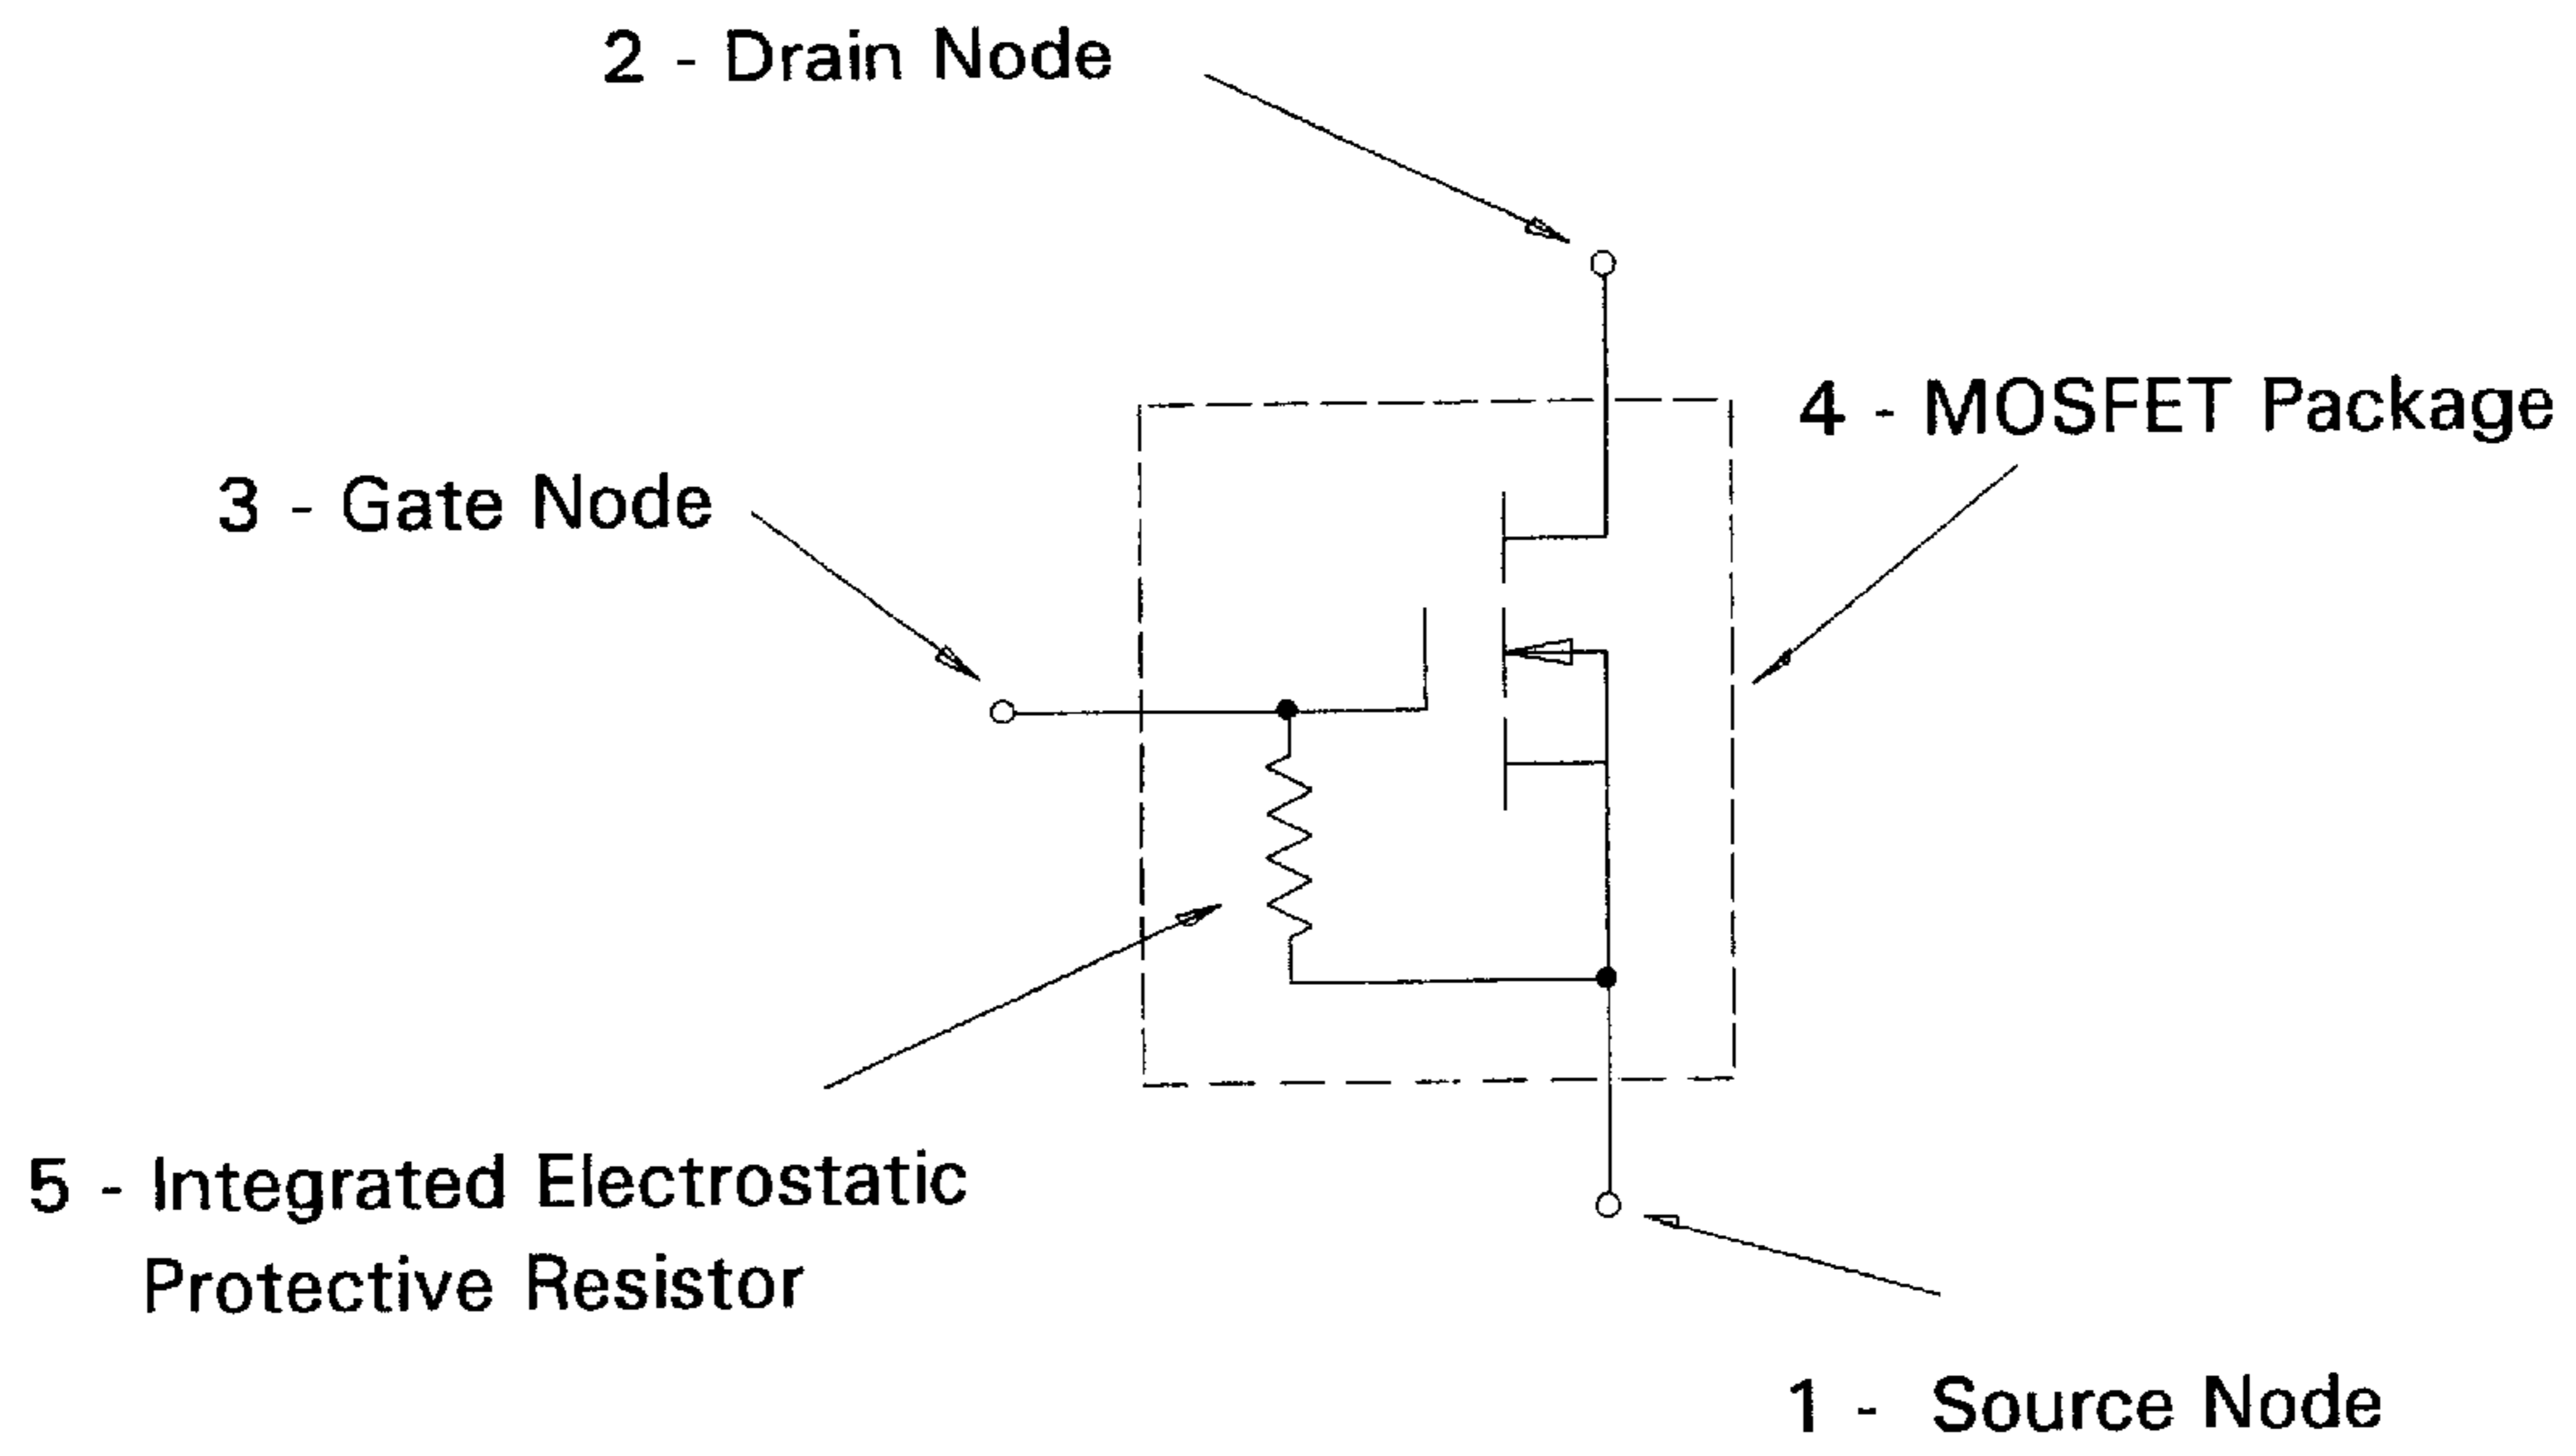 2 - Drain Node
4 - MOSFET Package
3 - Gate Node
5 - Integrated Electrostatic
Protective Resistor
1 - Source Node